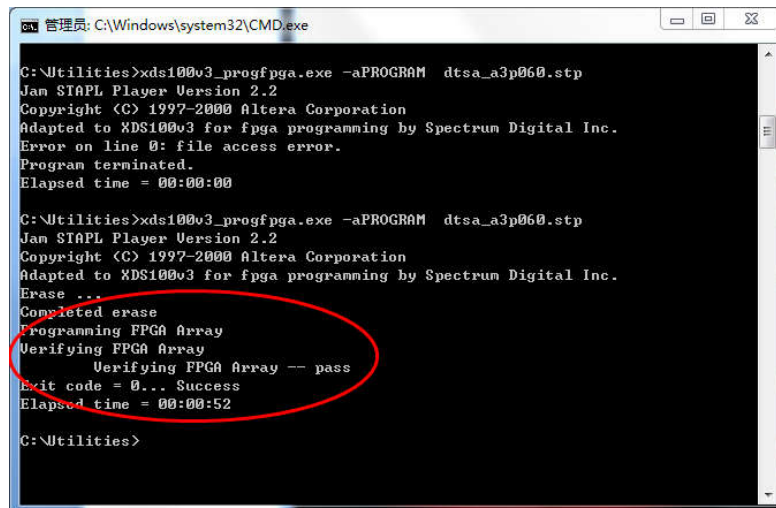 管理员: C:\Windows\system32\CMD.exe
C:\Utilities>xds100v3_progfpga.exe -aPROGRAM  dtsa_a3p060.stp
Jam STAPL Player Version 2.2
Copyright (C) 1997-2000 Altera Corporation
Adapted to XDS100v3 for fpga programming by Spectrum Digital Inc.
Error on line 0: file access error.
Program terminated.
Elapsed time = 00:00:00
C:\Utilities>xds100v3_progfpga.exe -aPROGRAM  dtsa_a3p060.stp
Jam STAPL Player Version 2.2
Copyright (C) 1997-2000 Altera Corporation
Adapted to XDS100v3 for fpga programming by Spectrum Digital Inc.
Erase ...
Completed erase
Programming FPGA Array
Verifying FPGA Array
Verifying FPGA Array -- pass
Exit code = 0... Success
Elapsed time = 00:00:52
C:\Utilities>